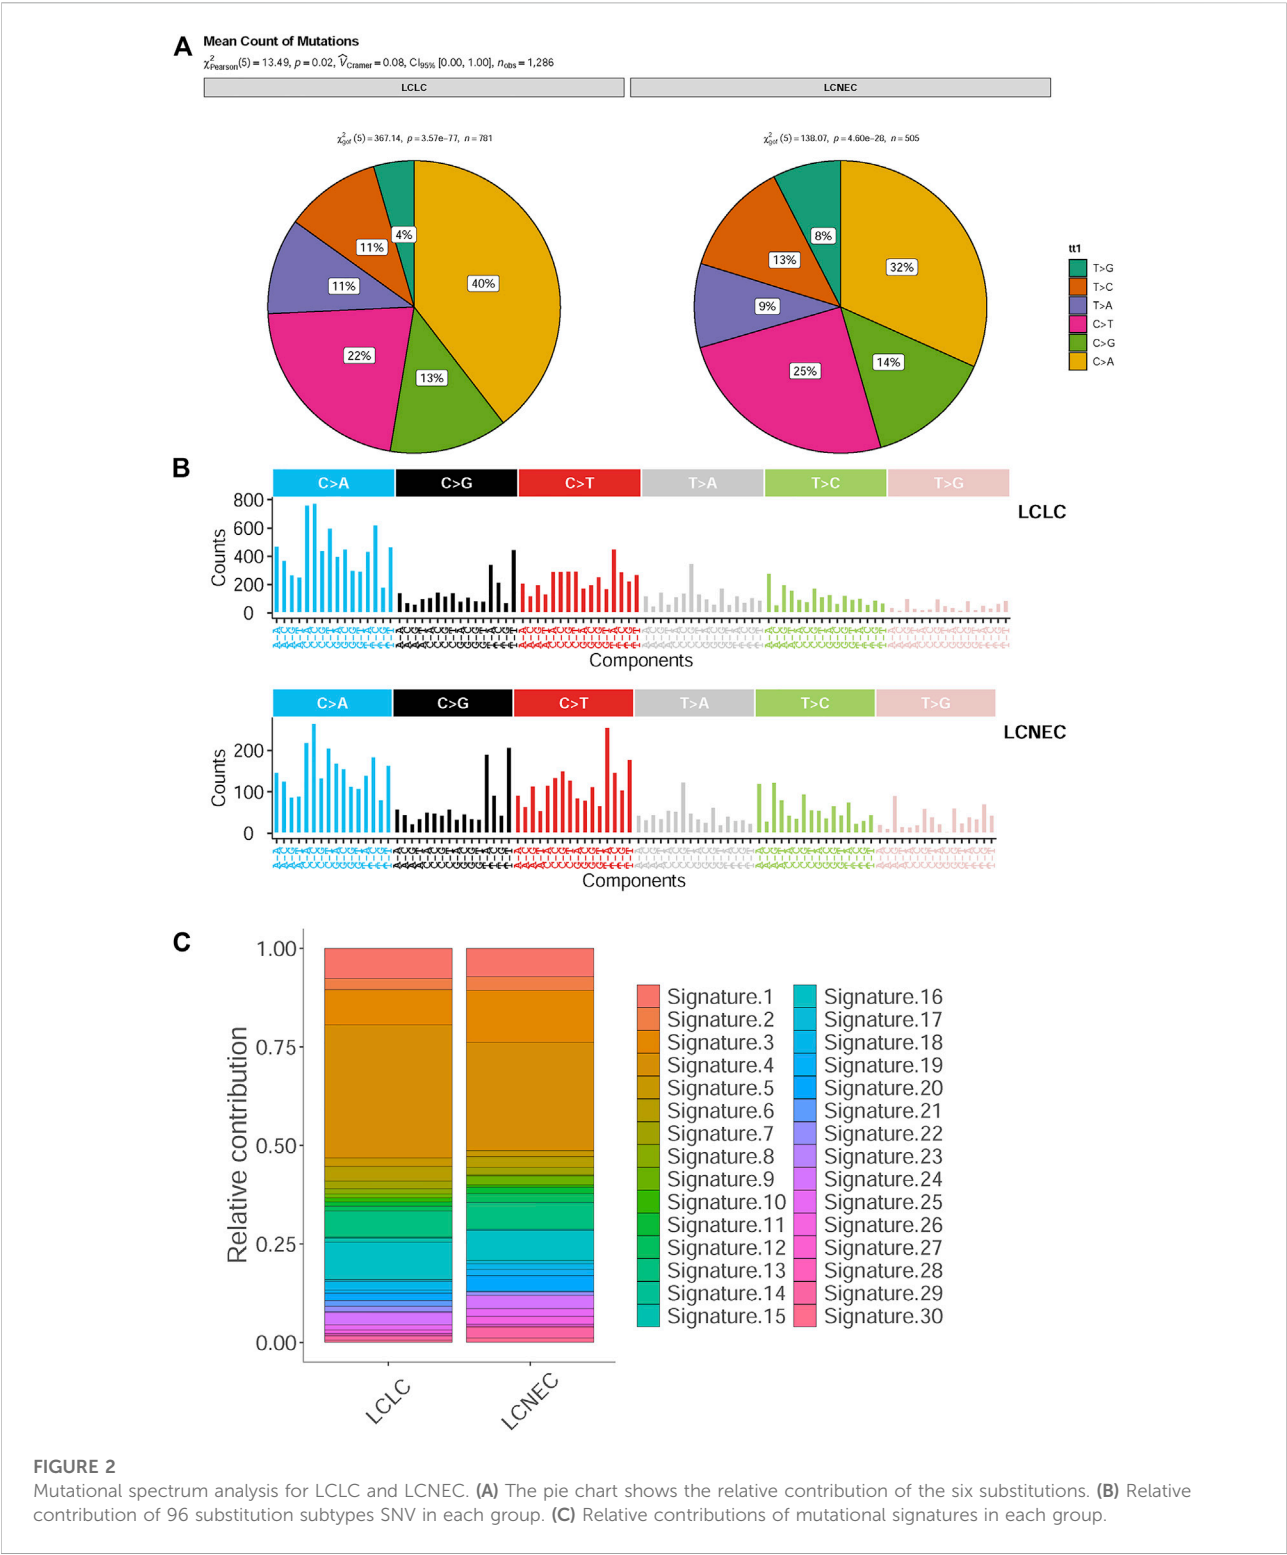 A
Mean Count of Mutations
χ²Pearson(5) = 13.49, p = 0.02, V̂Cramer = 0.08, CI95% [0.00, 1.00], nobs = 1,286
LCLC
LCNEC
χ²gof(5) = 367.14, p = 3.57e−77, n = 781
χ²gof(5) = 138.07, p = 4.60e−28, n = 505
4%
11%
11%
40%
22%
13%
8%
13%
32%
9%
14%
25%
tt1
T>G
T>C
T>A
C>T
C>G
C>A
B
C>A C>G C>T T>A T>C T>G
LCLC
800
600
400
200
0
Counts
Components
C>A C>G C>T T>A T>C T>G
LCNEC
200
100
0
Counts
Components
C
1.00
0.75
0.50
0.25
0.00
Relative contribution
LCLC
LCNEC
Signature.1
Signature.2
Signature.3
Signature.4
Signature.5
Signature.6
Signature.7
Signature.8
Signature.9
Signature.10
Signature.11
Signature.12
Signature.13
Signature.14
Signature.15
Signature.16
Signature.17
Signature.18
Signature.19
Signature.20
Signature.21
Signature.22
Signature.23
Signature.24
Signature.25
Signature.26
Signature.27
Signature.28
Signature.29
Signature.30
FIGURE 2
Mutational spectrum analysis for LCLC and LCNEC. (A) The pie chart shows the relative contribution of the six substitutions. (B) Relative
contribution of 96 substitution subtypes SNV in each group. (C) Relative contributions of mutational signatures in each group.